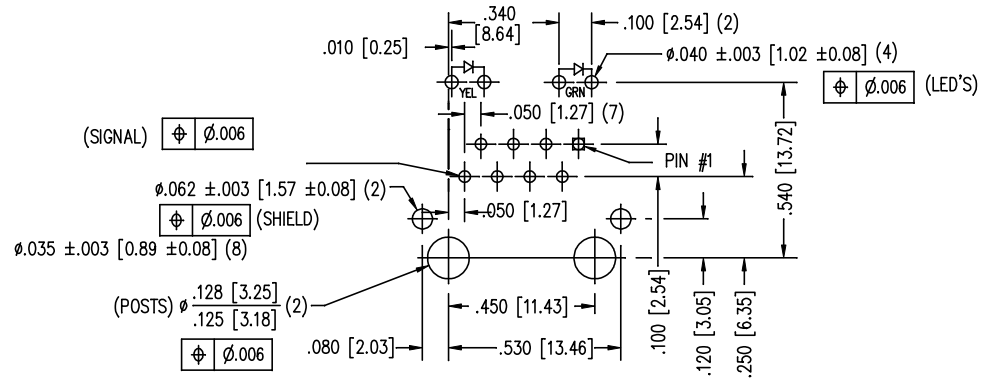 .340
[8.64]
.100 [2.54] (2)
.010 [0.25]
ø.040 ±.003 [1.02 ±0.08] (4)
YEL
GRN
⌖ Ø.006 (LED'S)
.050 [1.27] (7)
(SIGNAL) ⌖ Ø.006
PIN #1
.540 [13.72]
ø.062 ±.003 [1.57 ±0.08] (2)
.050 [1.27]
⌖ Ø.006 (SHIELD)
ø.035 ±.003 [0.89 ±0.08] (8)
(POSTS) ø .128 [3.25] (2)
.125 [3.18]
.450 [11.43]
.100 [2.54]
.120 [3.05]
.250 [6.35]
⌖ Ø.006
.080 [2.03]
.530 [13.46]